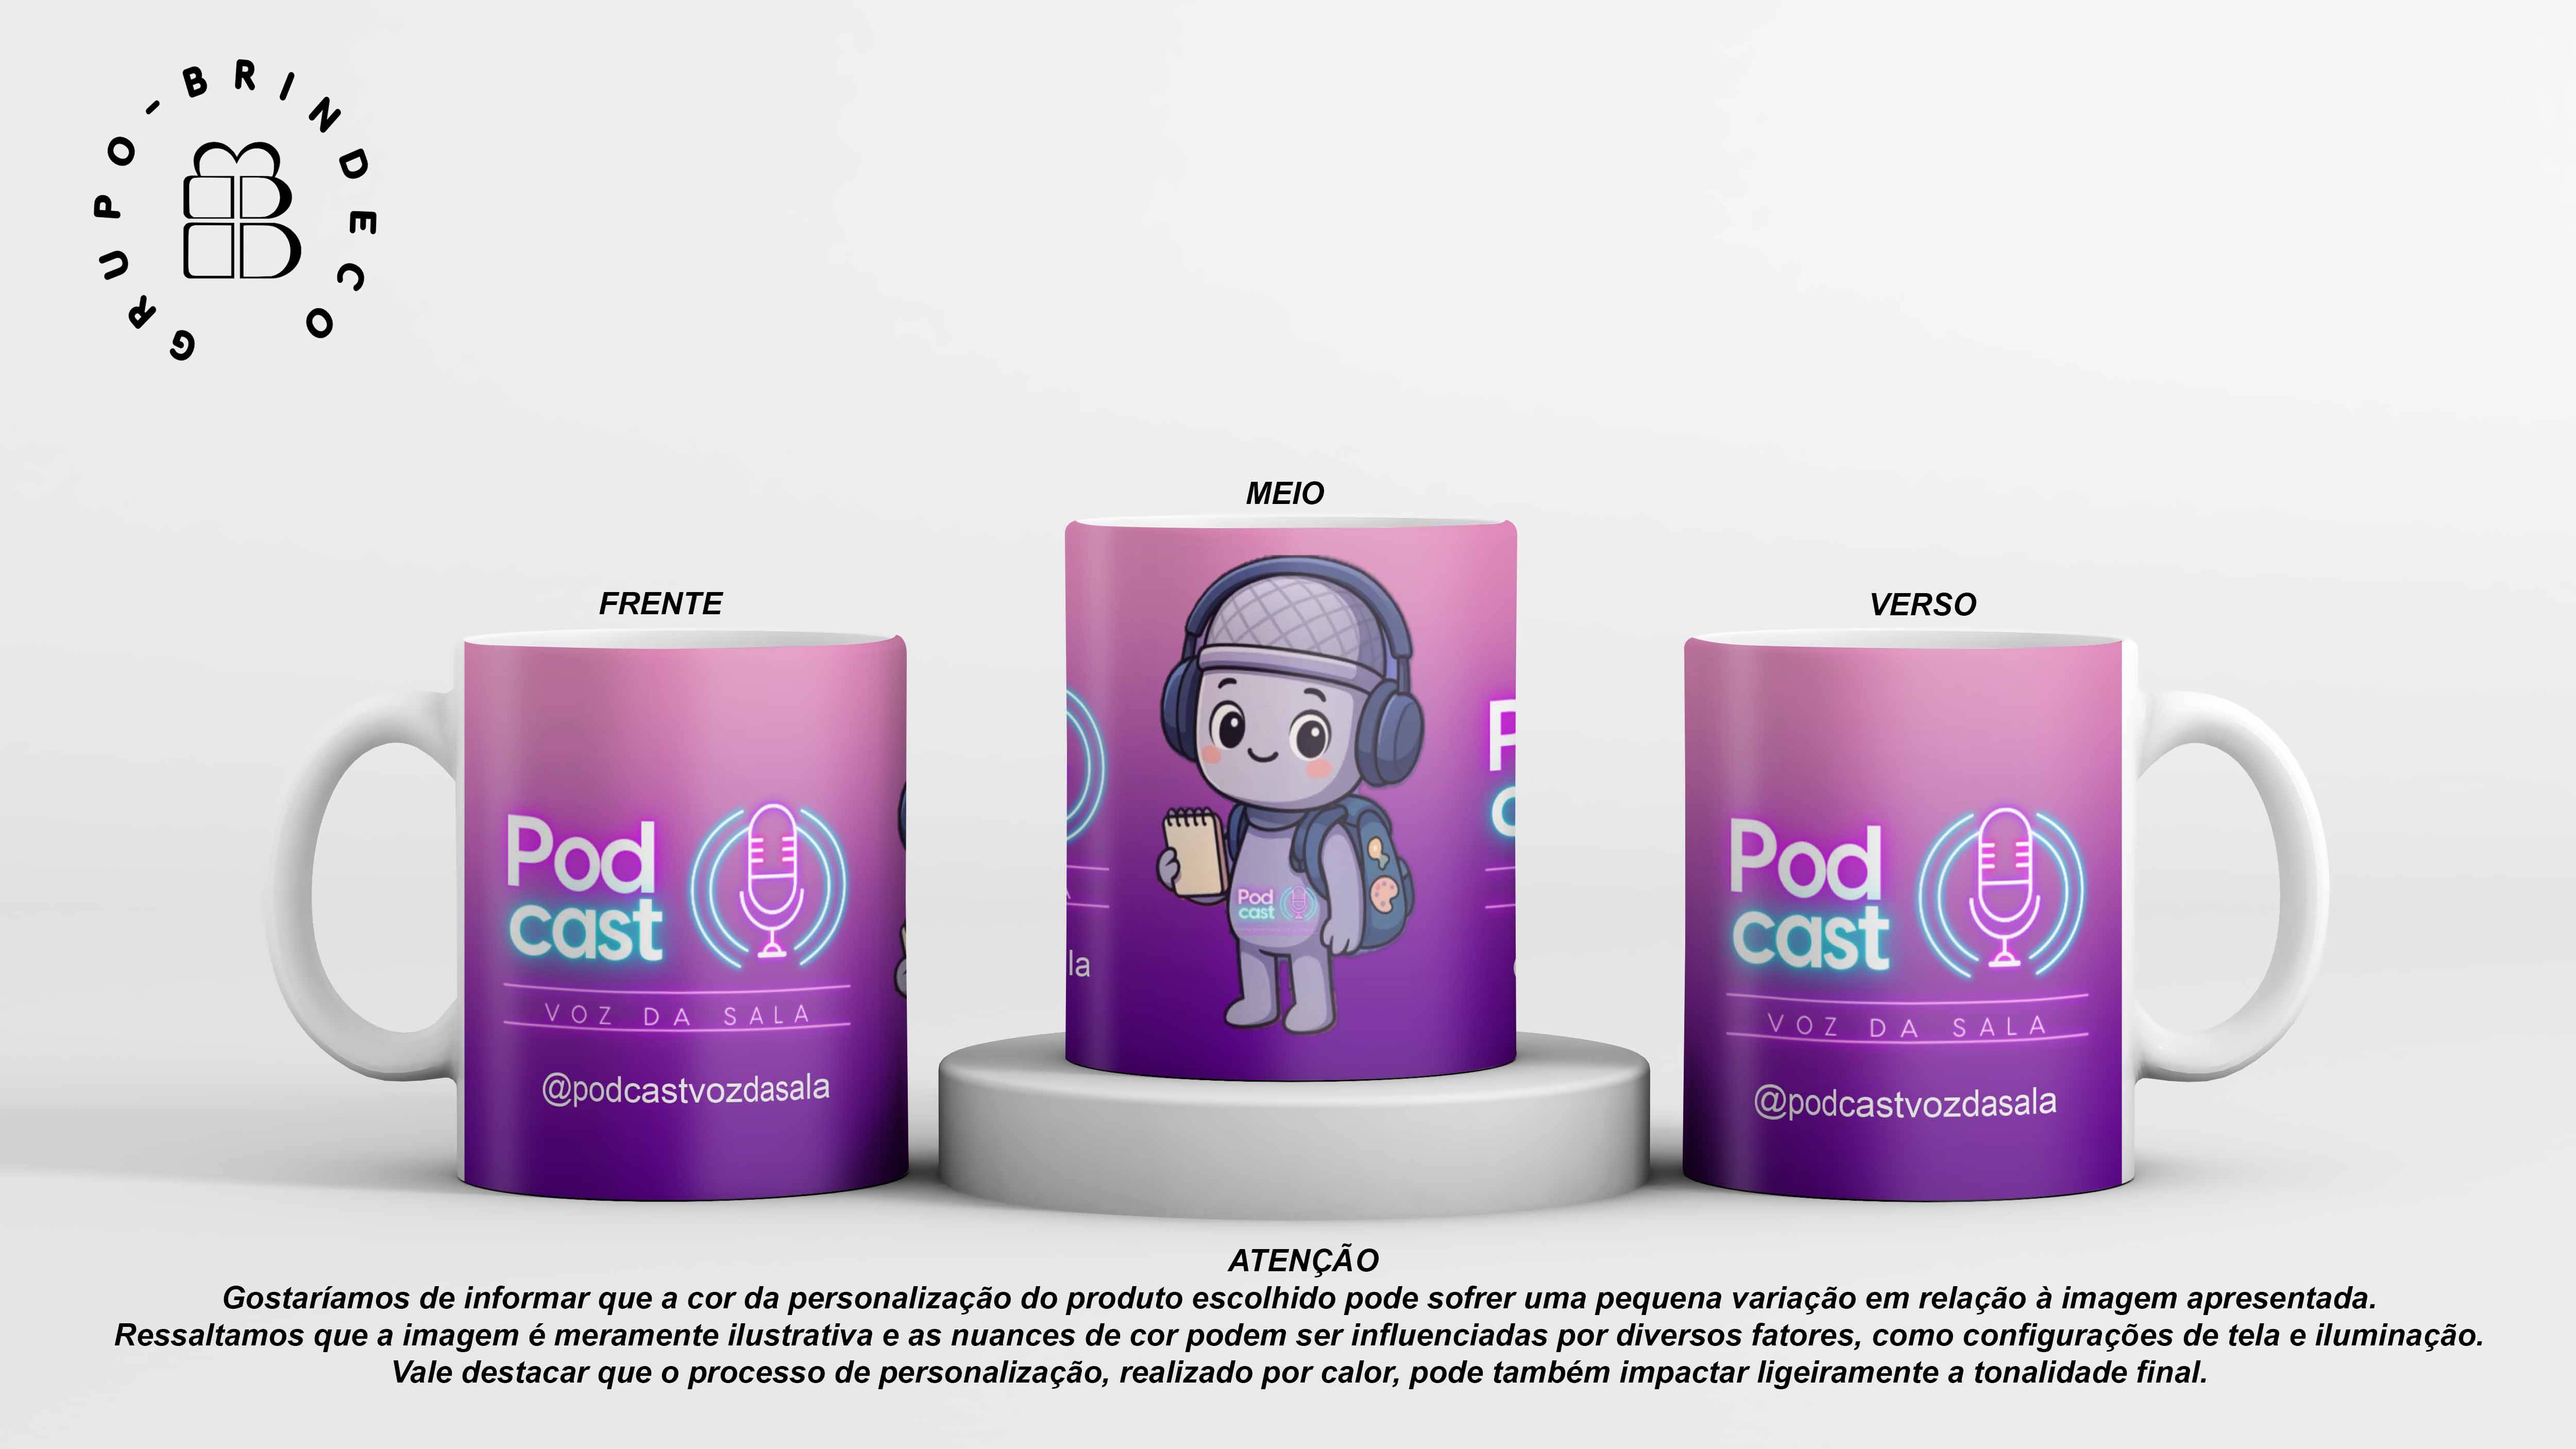 GRUPO-BRINDECO
MEIO
FRENTE
VERSO
Pod
cast
VOZ DA SALA
@podcastvozdasala
la
Pod
cast
P
c
Pod
cast
VOZ DA SALA
@podcastvozdasala
ATENÇÃO
Gostaríamos de informar que a cor da personalização do produto escolhido pode sofrer uma pequena variação em relação à imagem apresentada.
Ressaltamos que a imagem é meramente ilustrativa e as nuances de cor podem ser influenciadas por diversos fatores, como configurações de tela e iluminação.
Vale destacar que o processo de personalização, realizado por calor, pode também impactar ligeiramente a tonalidade final.